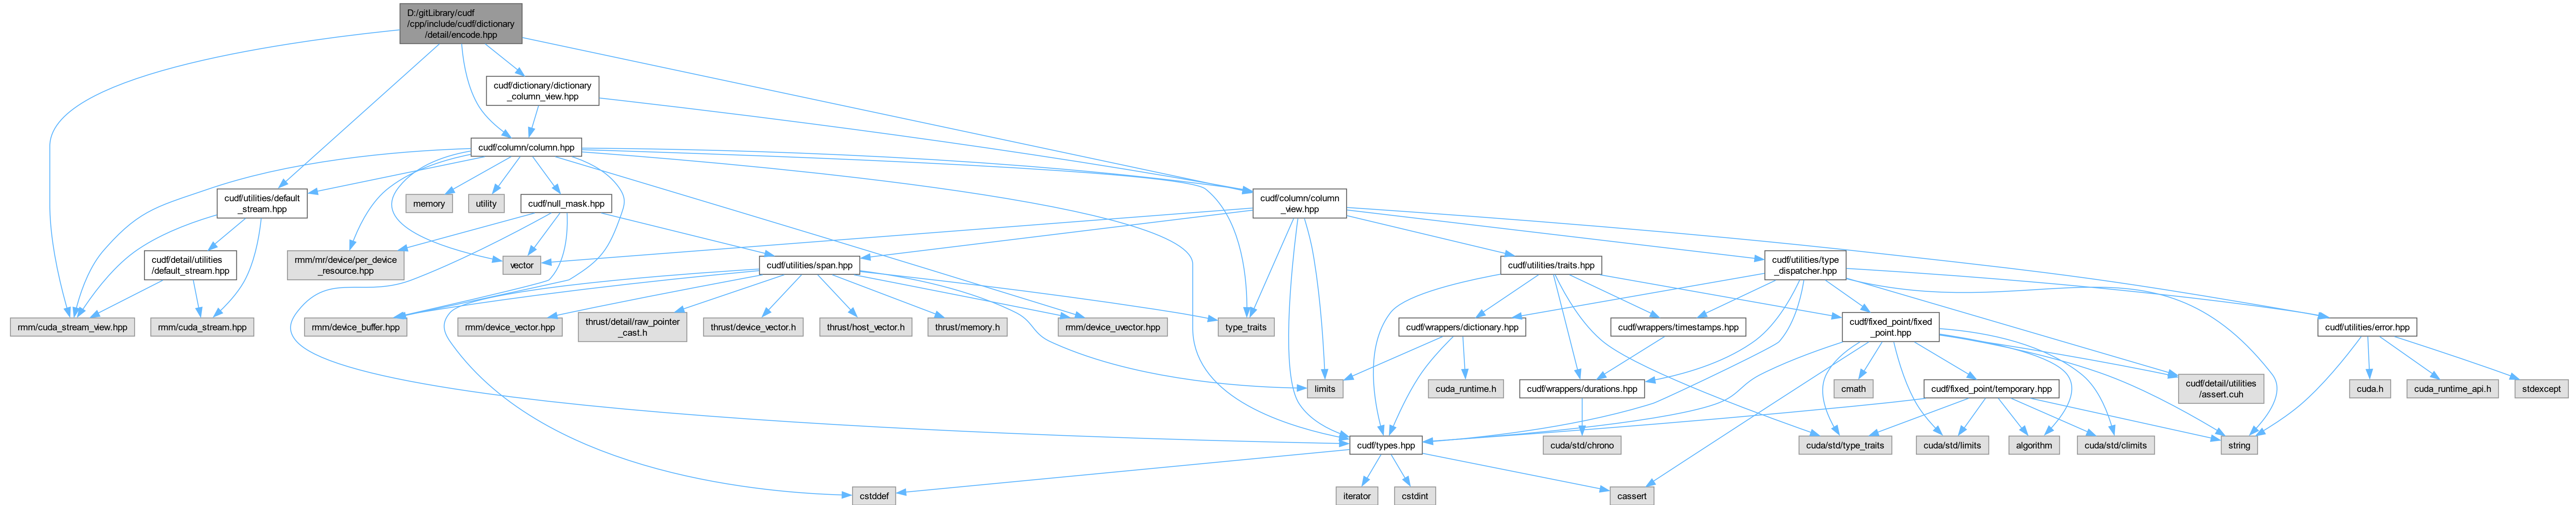 D:/gitLibrary/cudf
/cpp/include/cudf/dictionary
/detail/encode.hpp
cudf/dictionary/dictionary
_column_view.hpp
cudf/column/column.hpp
cudf/utilities/default
_stream.hpp
memory
utility
cudf/null_mask.hpp
cudf/column/column
_view.hpp
cudf/detail/utilities
/default_stream.hpp
rmm/mr/device/per_device
_resource.hpp
vector
cudf/utilities/span.hpp
cudf/utilities/traits.hpp
cudf/utilities/type
_dispatcher.hpp
rmm/cuda_stream_view.hpp
rmm/cuda_stream.hpp
rmm/device_buffer.hpp
rmm/device_vector.hpp
thrust/detail/raw_pointer
_cast.h
thrust/device_vector.h
thrust/host_vector.h
thrust/memory.h
rmm/device_uvector.hpp
type_traits
cudf/wrappers/dictionary.hpp
cudf/wrappers/timestamps.hpp
cudf/fixed_point/fixed
_point.hpp
cudf/utilities/error.hpp
limits
cuda_runtime.h
cudf/wrappers/durations.hpp
cmath
cudf/fixed_point/temporary.hpp
cudf/detail/utilities
/assert.cuh
cuda.h
cuda_runtime_api.h
stdexcept
cudf/types.hpp
cuda/std/chrono
cuda/std/type_traits
cuda/std/limits
algorithm
cuda/std/climits
string
cstddef
iterator
cstdint
cassert